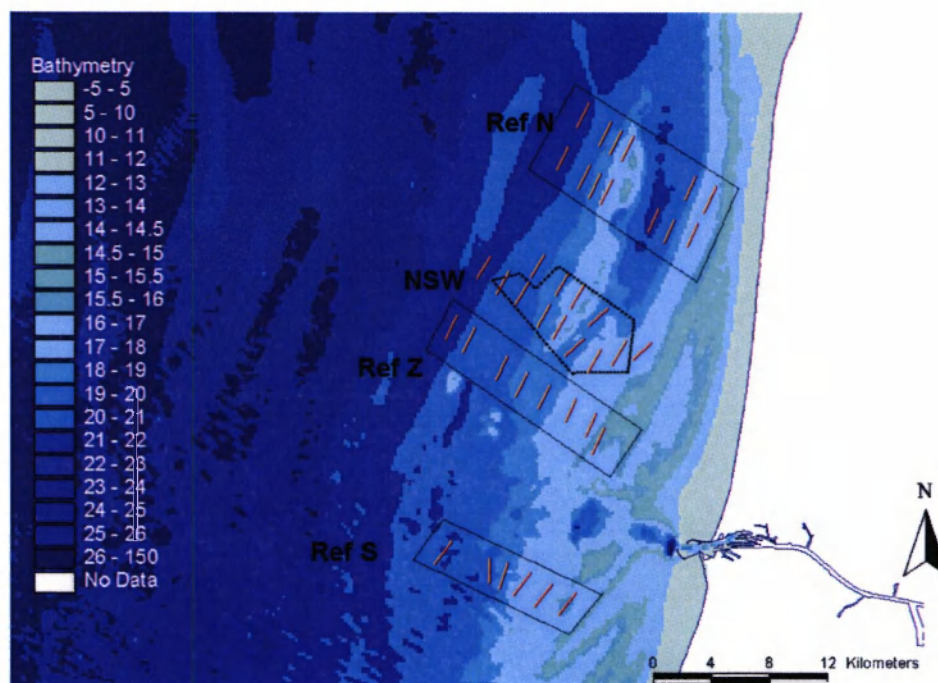 Bathymetry
-5 - 5
5 - 10
10 - 11
11 - 12
12 - 13
13 - 14
14 - 14.5
14.5 - 15
15 - 15.5
15.5 - 16
16 - 17
17 - 18
18 - 19
19 - 20
20 - 21
21 - 22
22 - 23
23 - 24
24 - 25
25 - 26
26 - 150
No Data
Ref N
NSW
Ref Z
Ref S
N
0 4 8 12 Kilometers